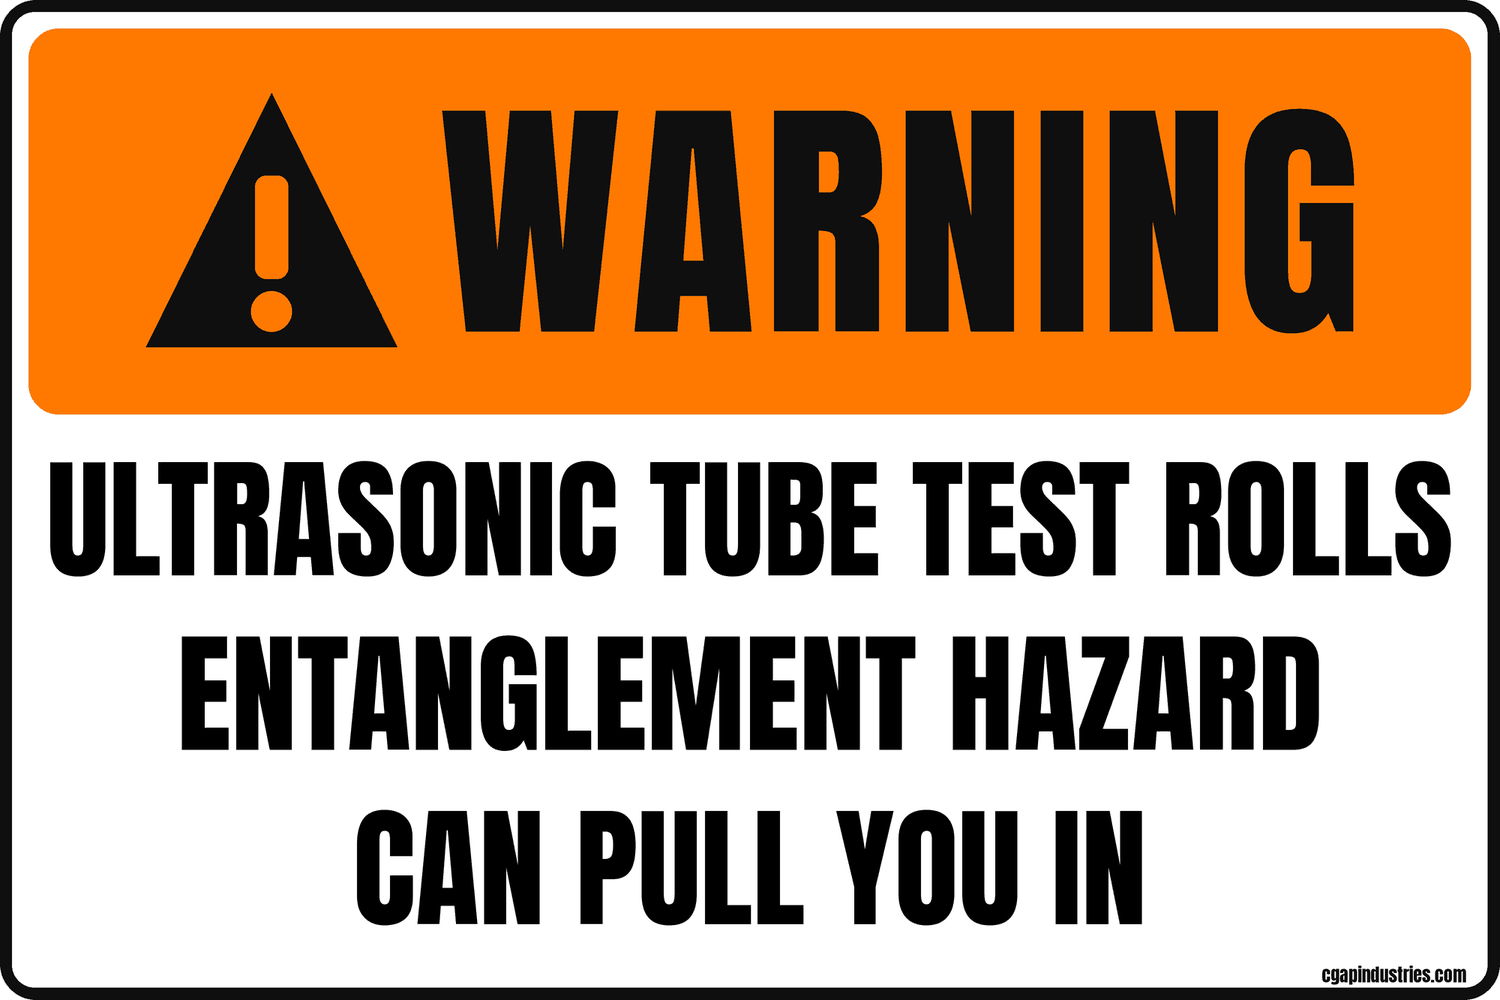 WARNING
ULTRASONIC TUBE TEST ROLLS
ENTANGLEMENT HAZARD
CAN PULL YOU IN
cgapindustries.com